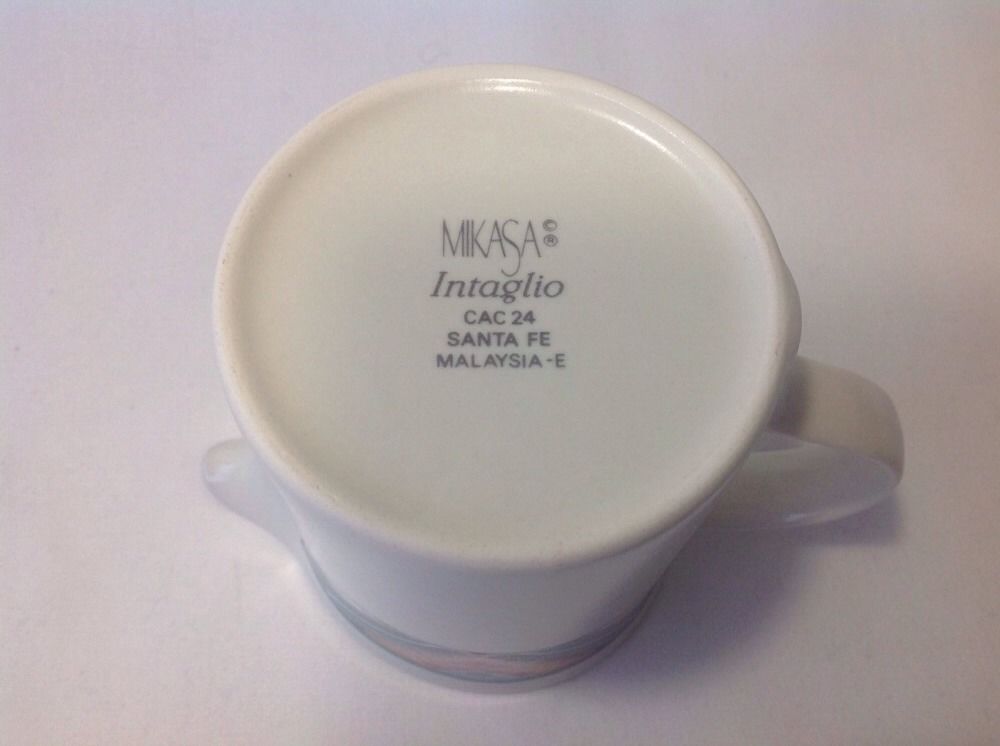 MIKASA©®
Intaglio
CAC 24
SANTA FE
MALAYSIA-E